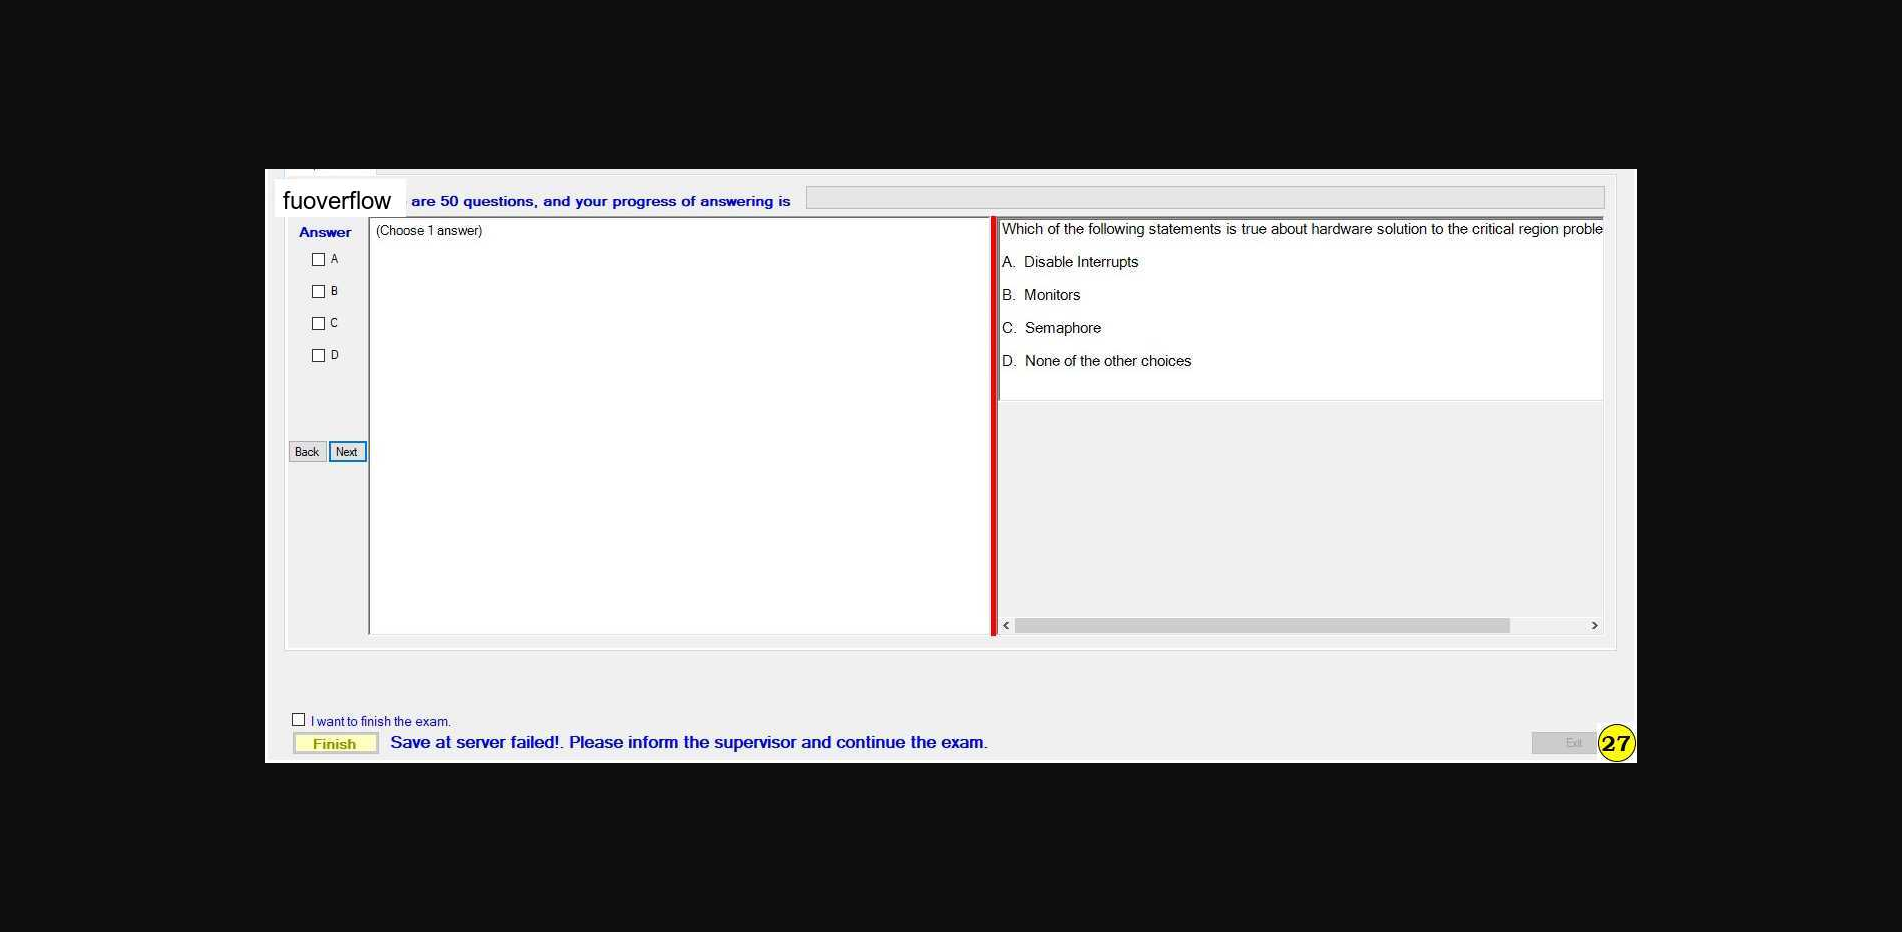 fuoverflow are 50 questions, and your progress of answering is
Answer
A
B
C
D
Back Next
(Choose 1 answer)
Which of the following statements is true about hardware solution to the critical region proble
A. Disable Interrupts
B. Monitors
C. Semaphore
D. None of the other choices
I want to finish the exam.
Finish Save at server failed!. Please inform the supervisor and continue the exam.
Exit 27